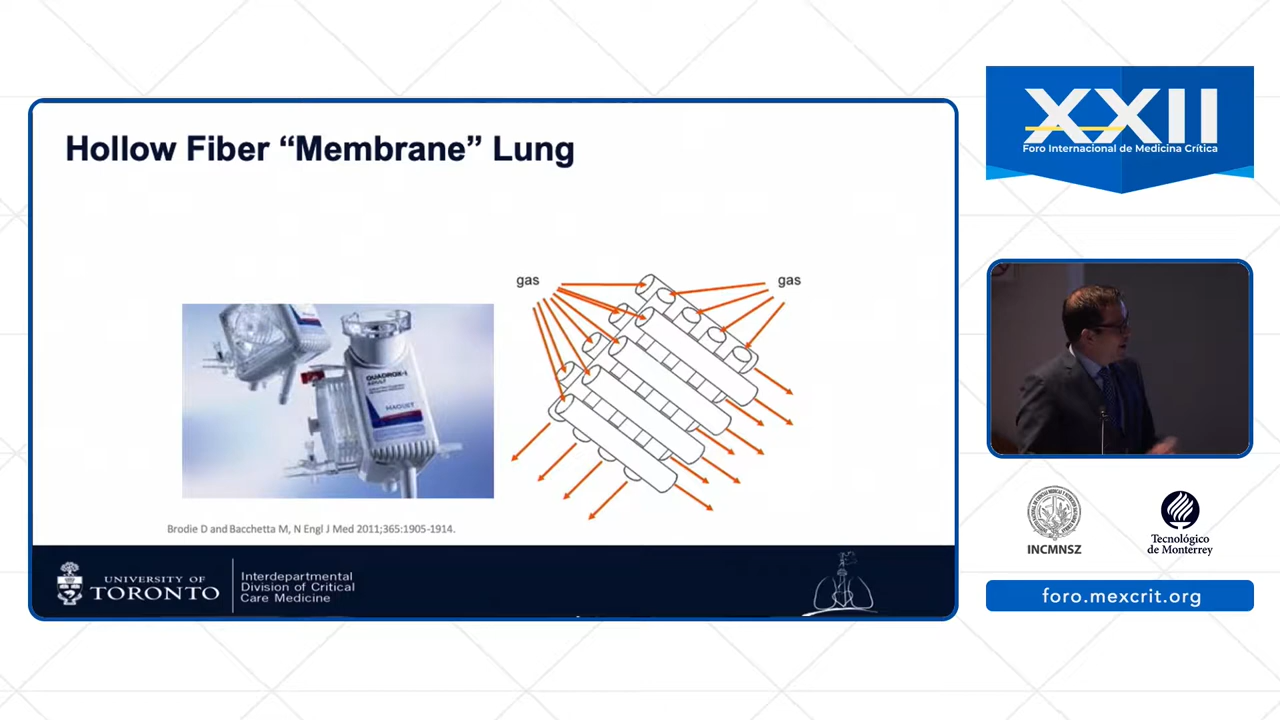 Hollow Fiber “Membrane” Lung
gas
gas
QUADROX-i
ADULT
MAQUET
Brodie D and Bacchetta M, N Engl J Med 2011;365:1905-1914.
UNIVERSITY OF
TORONTO
Interdepartmental
Division of Critical
Care Medicine
XXII
Foro Internacional de Medicina Crítica
INCMNSZ
Tecnológico
de Monterrey
foro.mexcrit.org